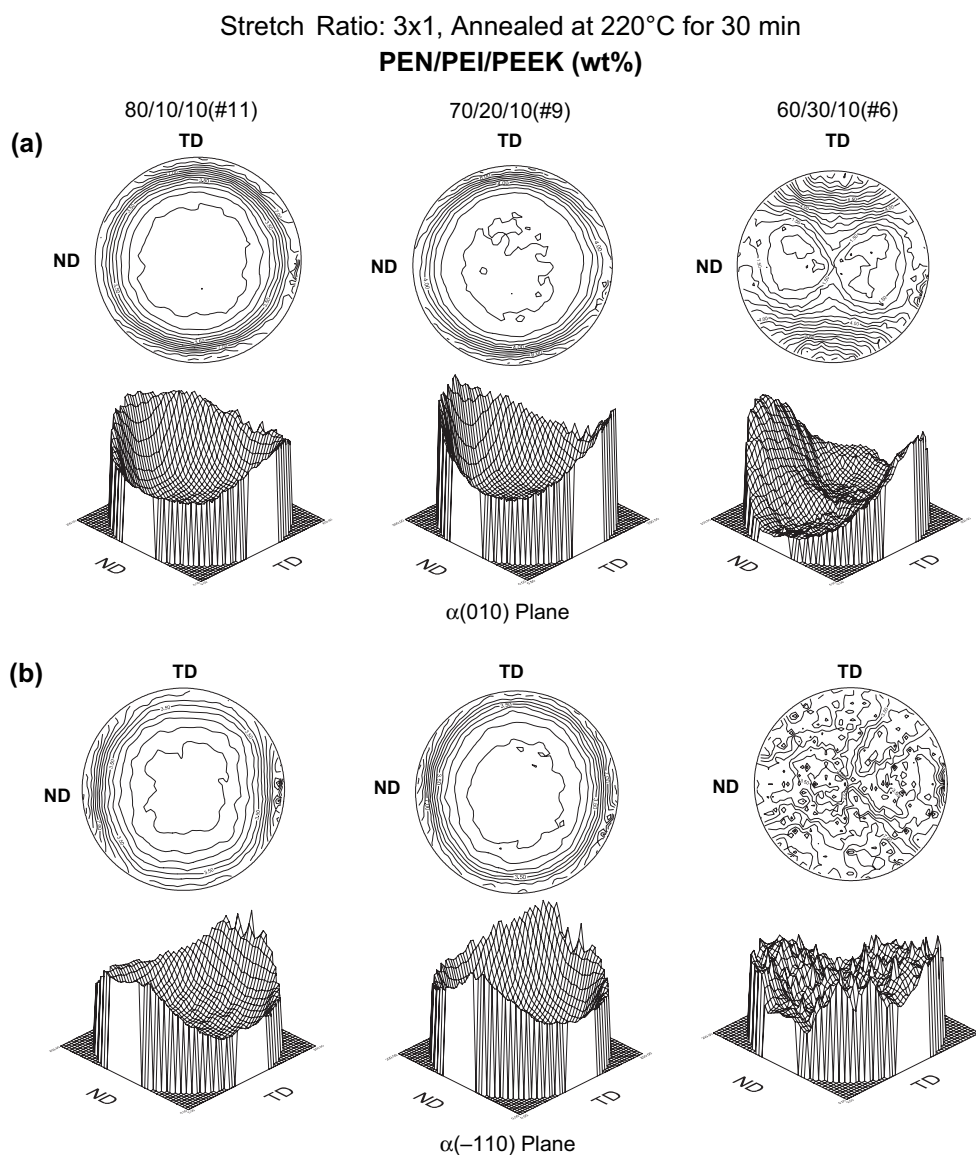 Stretch Ratio: 3x1, Annealed at 220°C for 30 min
PEN/PEI/PEEK (wt%)
80/10/10(#11)
70/20/10(#9)
60/30/10(#6)
(a)
TD
TD
TD
ND
ND
ND
ND
TD
ND
TD
ND
TD
α(010) Plane
(b)
TD
TD
TD
ND
ND
ND
3.50
ND
TD
ND
TD
ND
TD
α(–110) Plane